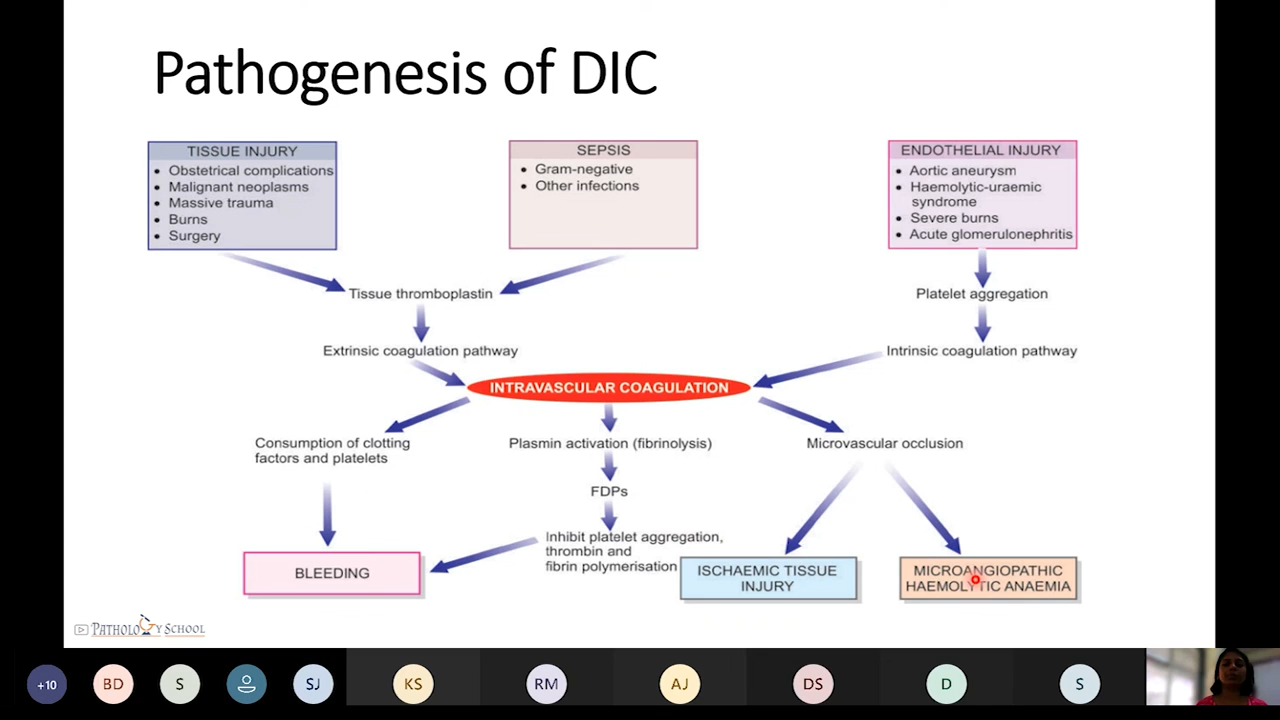 Pathogenesis of DIC
TISSUE INJURY
• Obstetrical complications
• Malignant neoplasms
• Massive trauma
• Burns
• Surgery
SEPSIS
• Gram-negative
• Other infections
ENDOTHELIAL INJURY
• Aortic aneurysm
• Haemolytic-uraemic
syndrome
• Severe burns
• Acute glomerulonephritis
Tissue thromboplastin
Platelet aggregation
Extrinsic coagulation pathway
Intrinsic coagulation pathway
INTRAVASCULAR COAGULATION
Consumption of clotting
factors and platelets
Plasmin activation (fibrinolysis)
Microvascular occlusion
FDPs
Inhibit platelet aggregation,
thrombin and
fibrin polymerisation
BLEEDING
ISCHAEMIC TISSUE
INJURY
MICROANGIOPATHIC
HAEMOLYTIC ANAEMIA
PATHOLOGY SCHOOL
+10
BD
S
SJ
KS
RM
AJ
DS
D
S